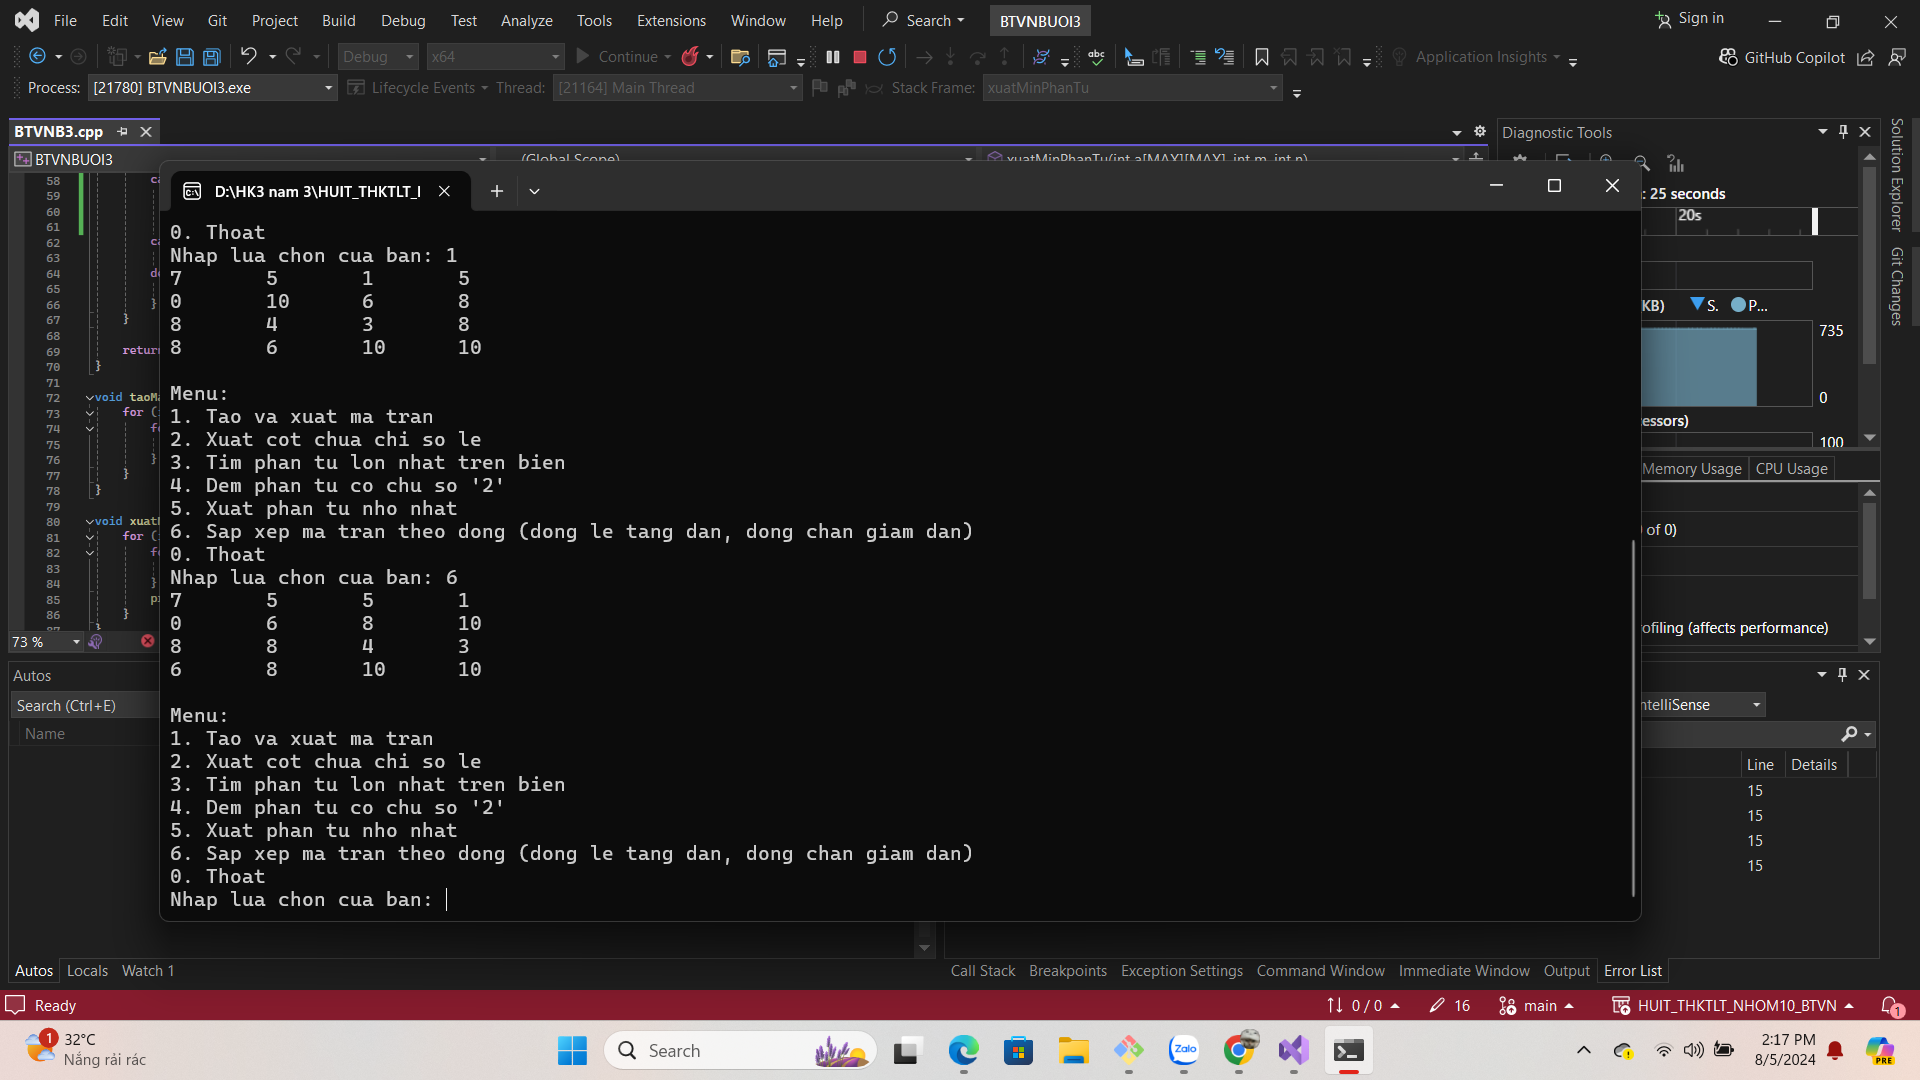 File Edit View Git Project Build Debug Test Analyze Tools Extensions Window Help Search BTVNBUOI3 Sign in
Debug x64 Continue Application Insights GitHub Copilot
Process: [21780] BTVNBUOI3.exe Lifecycle Events Thread: [21164] Main Thread Stack Frame: xuatMinPhanTu
BTVNB3.cpp Diagnostic Tools
BTVNBUOI3 (Global Scope) xuatMinPhanTu(int a[MAX][MAX], int m, int n)
D:\HK3 nam 3\HUIT_THKTLT_I
: 25 seconds
20s
58 ca
59
60
61
62 ca
63
64 de
65
66 }
67 }
68
69 return
70 }
71
72 void taoMa
73 for (
74 fo
75
76 }
77 }
78 }
79
80 void xuatM
81 for (
82 fo
83
84 }
85 pr
86 }
87 }
73 %
0. Thoat
Nhap lua chon cua ban: 1
7 5 1 5
0 10 6 8
8 4 3 8
8 6 10 10
Menu:
1. Tao va xuat ma tran
2. Xuat cot chua chi so le
3. Tim phan tu lon nhat tren bien
4. Dem phan tu co chu so '2'
5. Xuat phan tu nho nhat
6. Sap xep ma tran theo dong (dong le tang dan, dong chan giam dan)
0. Thoat
Nhap lua chon cua ban: 6
7 5 5 1
0 6 8 10
8 8 4 3
6 8 10 10
Menu:
1. Tao va xuat ma tran
2. Xuat cot chua chi so le
3. Tim phan tu lon nhat tren bien
4. Dem phan tu co chu so '2'
5. Xuat phan tu nho nhat
6. Sap xep ma tran theo dong (dong le tang dan, dong chan giam dan)
0. Thoat
Nhap lua chon cua ban:
KB) S. P...
735
0
essors)
100
Memory Usage CPU Usage
of 0)
ofiling (affects performance)
Solution Explorer
Git Changes
Autos
Search (Ctrl+E)
Name
ntelliSense
Line Details
15
15
15
15
Autos Locals Watch 1
Call Stack Breakpoints Exception Settings Command Window Immediate Window Output Error List
Ready 0 / 0 16 main HUIT_THKTLT_NHOM10_BTVN 1
1 32°C
Nắng rải rác
Search
Zalo
2:17 PM
8/5/2024
PRE